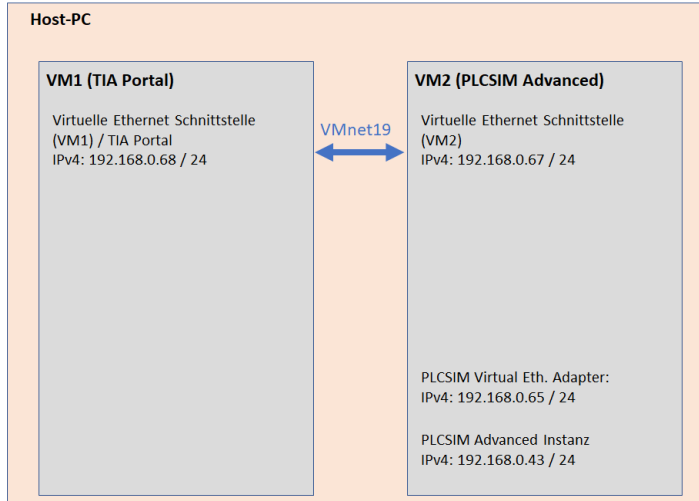 Host-PC
VM1 (TIA Portal)
Virtuelle Ethernet Schnittstelle
(VM1) / TIA Portal
IPv4: 192.168.0.68 / 24
VMnet19
VM2 (PLCSIM Advanced)
Virtuelle Ethernet Schnittstelle
(VM2)
IPv4: 192.168.0.67 / 24
PLCSIM Virtual Eth. Adapter:
IPv4: 192.168.0.65 / 24
PLCSIM Advanced Instanz
IPv4: 192.168.0.43 / 24